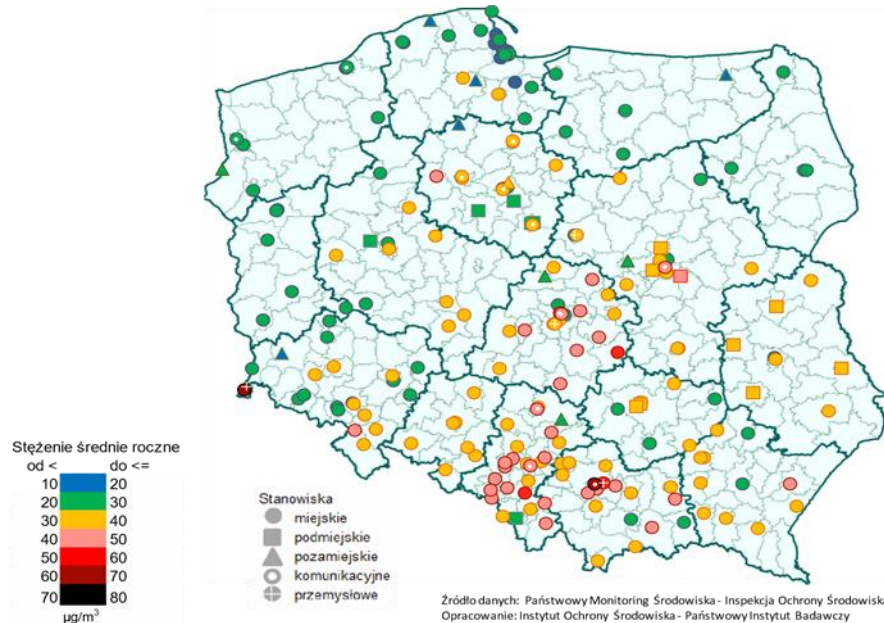 Stężenie średnie roczne
od < do <=
10 20
20 30
30 40
40 50
50 60
60 70
70 80
µg/m³
Stanowiska
miejskie
podmiejskie
pozamiejskie
komunikacyjne
przemysłowe
Źródło danych: Państwowy Monitoring Środowiska - Inspekcja Ochrony Środowiska
Opracowanie: Instytut Ochrony Środowiska - Państwowy Instytut Badawczy